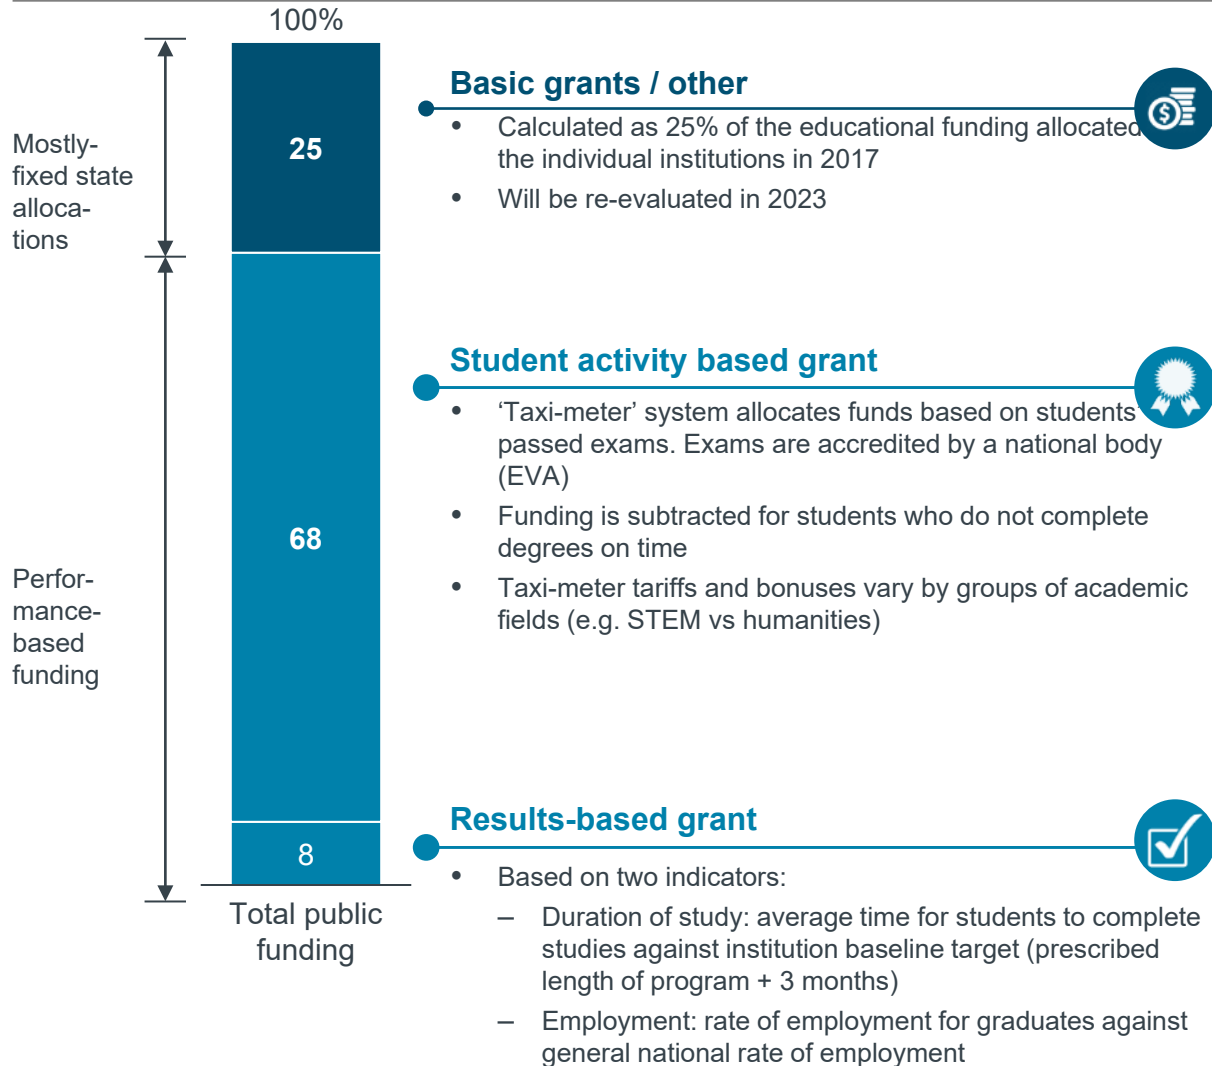 100%
Mostly-
fixed state
alloca-
tions
25
Basic grants / other
• Calculated as 25% of the educational funding allocated
the individual institutions in 2017
• Will be re-evaluated in 2023
Perfor-
mance-
based
funding
68
Student activity based grant
• ‘Taxi-meter’ system allocates funds based on students’
passed exams. Exams are accredited by a national body
(EVA)
• Funding is subtracted for students who do not complete
degrees on time
• Taxi-meter tariffs and bonuses vary by groups of academic
fields (e.g. STEM vs humanities)
8
Total public
funding
Results-based grant
• Based on two indicators:
– Duration of study: average time for students to complete
studies against institution baseline target (prescribed
length of program + 3 months)
– Employment: rate of employment for graduates against
general national rate of employment